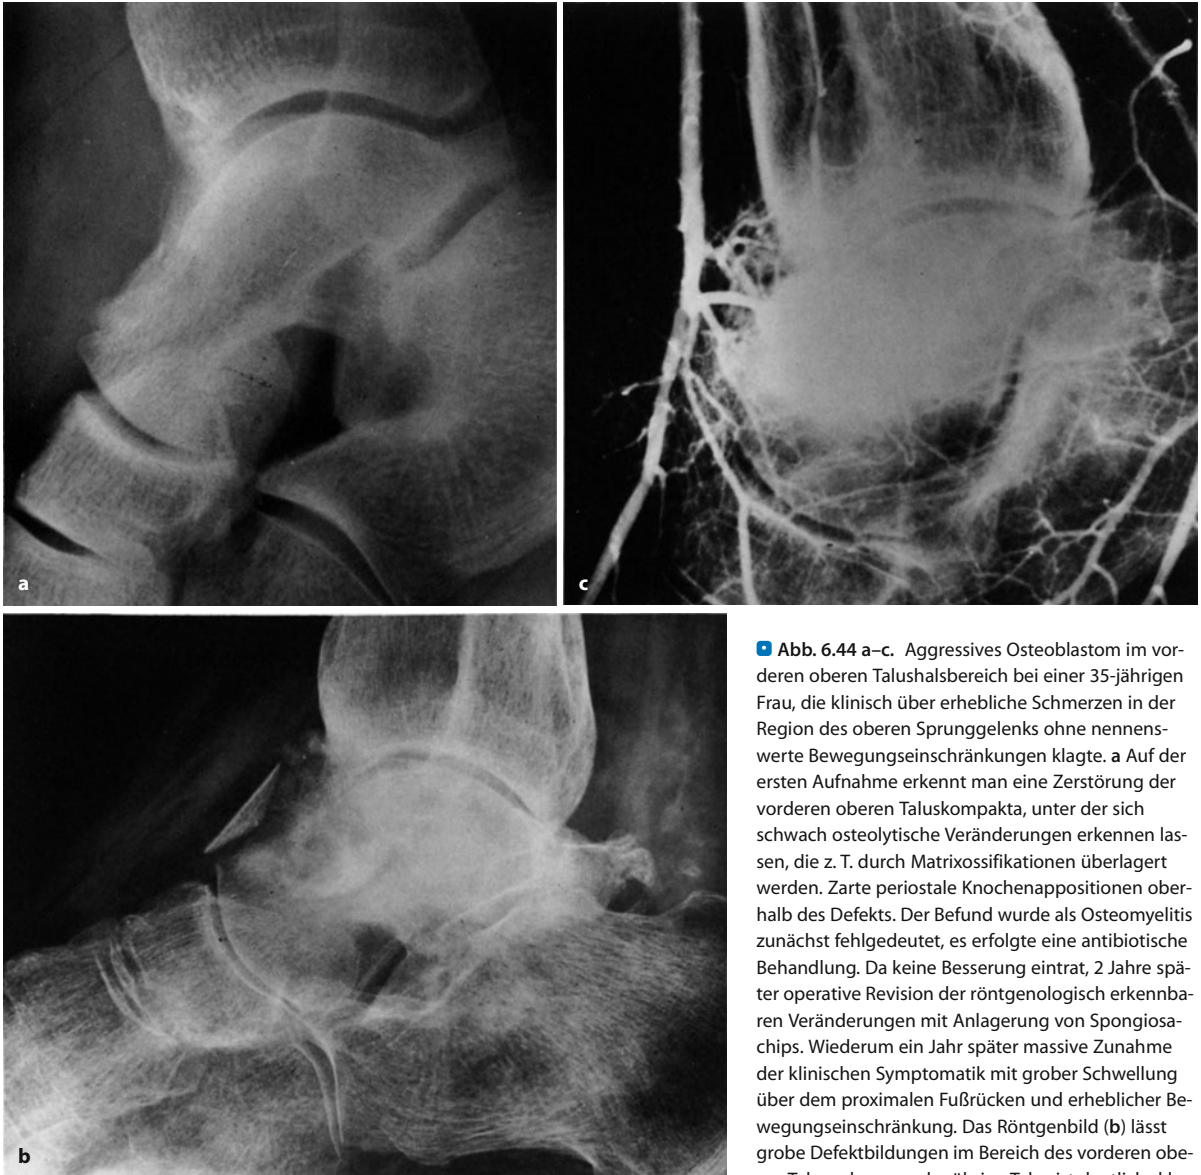 a
c
b
Abb. 6.44 a–c. Aggressives Osteoblastom im vor-
deren oberen Talushalsbereich bei einer 35-jährigen
Frau, die klinisch über erhebliche Schmerzen in der
Region des oberen Sprunggelenks ohne nennens-
werte Bewegungseinschränkungen klagte. a Auf der
ersten Aufnahme erkennt man eine Zerstörung der
vorderen oberen Taluskompakta, unter der sich
schwach osteolytische Veränderungen erkennen las-
sen, die z. T. durch Matrixossifikationen überlagert
werden. Zarte periostale Knochenappositionen ober-
halb des Defekts. Der Befund wurde als Osteomyelitis
zunächst fehlgedeutet, es erfolgte eine antibiotische
Behandlung. Da keine Besserung eintrat, 2 Jahre spä-
ter operative Revision der röntgenologisch erkennba-
ren Veränderungen mit Anlagerung von Spongiosa-
chips. Wiederum ein Jahr später massive Zunahme
der klinischen Symptomatik mit grober Schwellung
über dem proximalen Fußrücken und erheblicher Be-
wegungseinschränkung. Das Röntgenbild (b) lässt
grobe Defektbildungen im Bereich des vorderen obe-